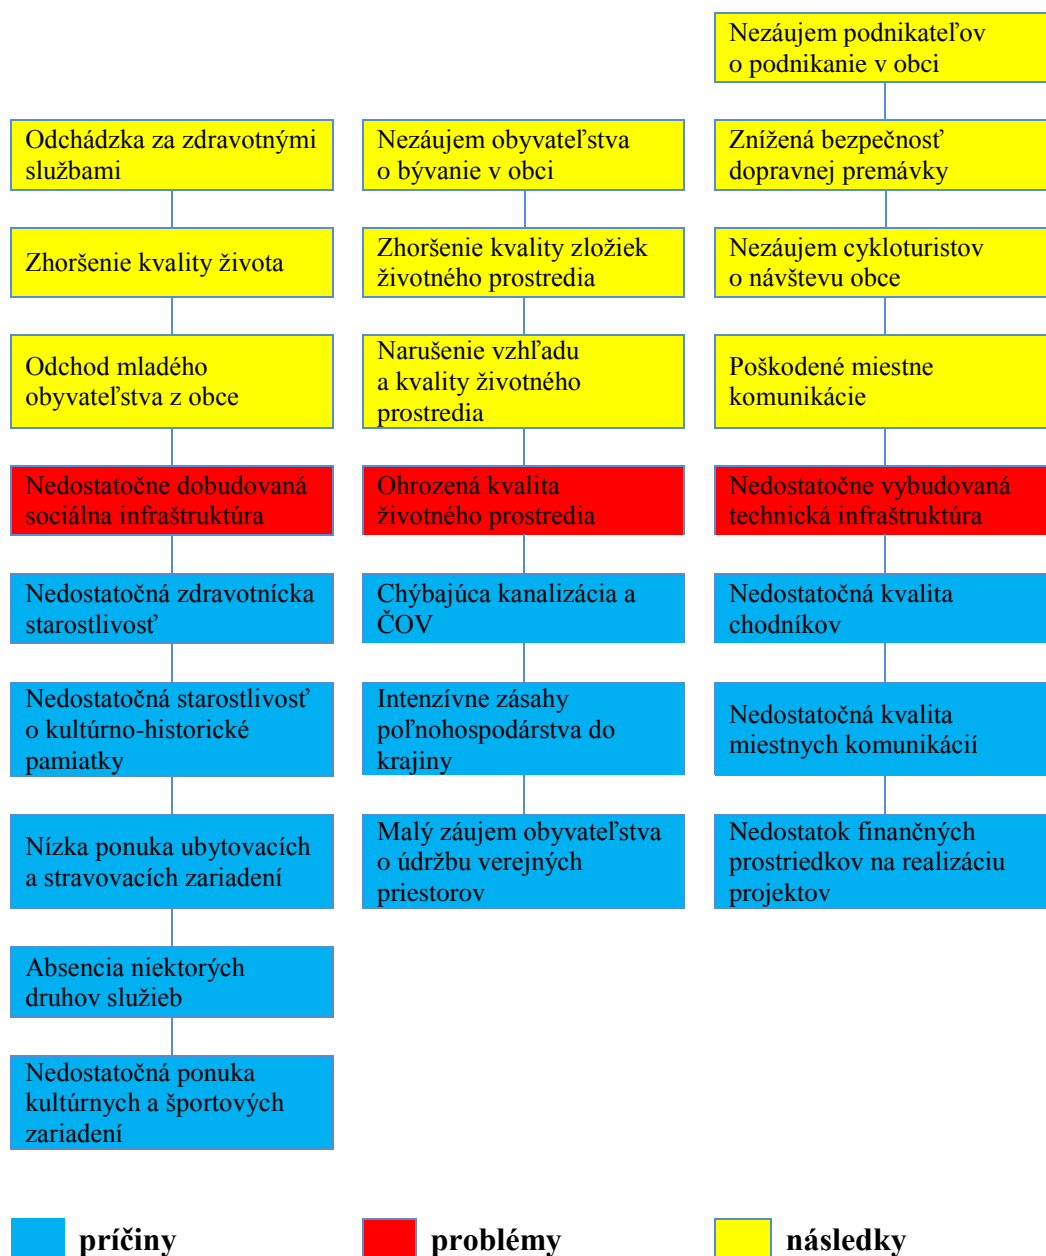 Odchádzka za zdravotnými
službami
Zhoršenie kvality života
Odchod mladého
obyvateľstva z obce
Nedostatočne dobudovaná
sociálna infraštruktúra
Nedostatočná zdravotnícka
starostlivosť
Nedostatočná starostlivosť
o kultúrno-historické
pamiatky
Nízka ponuka ubytovacích
a stravovacích zariadení
Absencia niektorých
druhov služieb
Nedostatočná ponuka
kultúrnych a športových
zariadení
Nezáujem obyvateľstva
o bývanie v obci
Zhoršenie kvality zložiek
životného prostredia
Narušenie vzhľadu
a kvality životného
prostredia
Ohrozená kvalita
životného prostredia
Chýbajúca kanalizácia a
ČOV
Intenzívne zásahy
poľnohospodárstva do
krajiny
Malý záujem obyvateľstva
o údržbu verejných
priestorov
Nezáujem podnikateľov
o podnikanie v obci
Znížená bezpečnosť
dopravnej premávky
Nezáujem cykloturistov
o návštevu obce
Poškodené miestne
komunikácie
Nedostatočne vybudovaná
technická infraštruktúra
Nedostatočná kvalita
chodníkov
Nedostatočná kvalita
miestnych komunikácií
Nedostatok finančných
prostriedkov na realizáciu
projektov
príčiny
problémy
následky